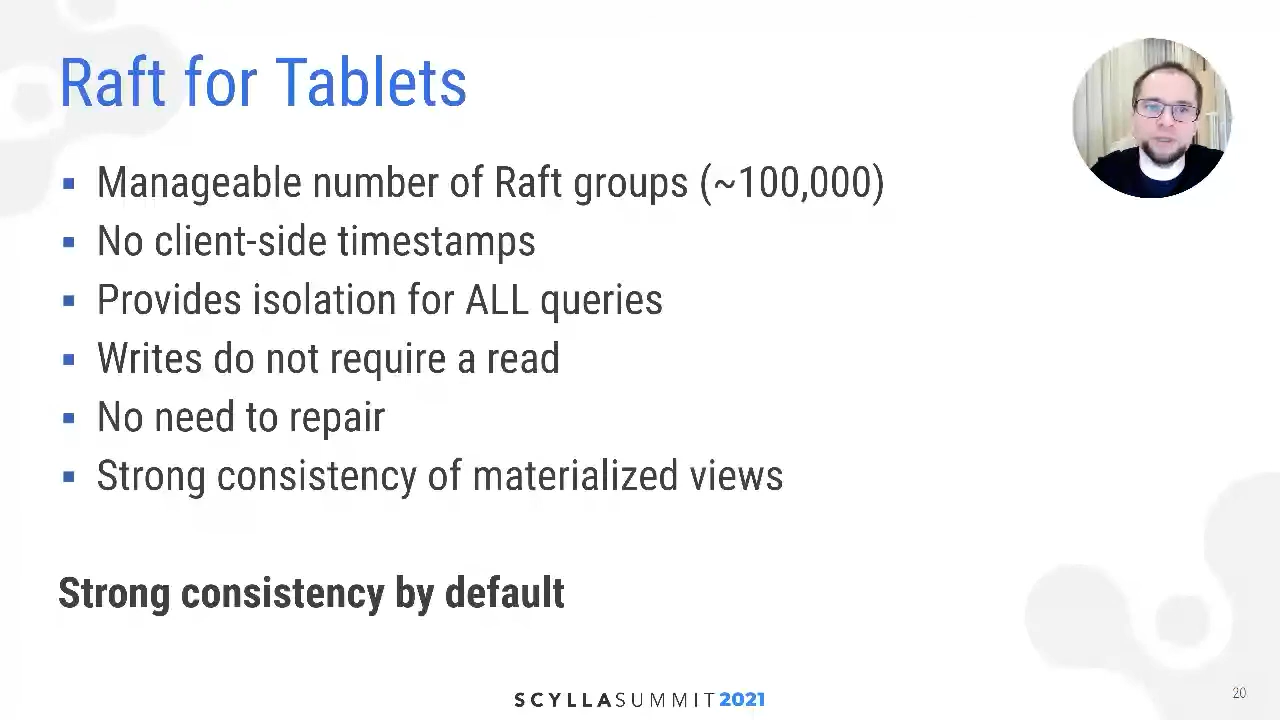 Raft for Tablets
▪ Manageable number of Raft groups (~100,000)
▪ No client-side timestamps
▪ Provides isolation for ALL queries
▪ Writes do not require a read
▪ No need to repair
▪ Strong consistency of materialized views
Strong consistency by default
SCYLLASUMMIT2021
20